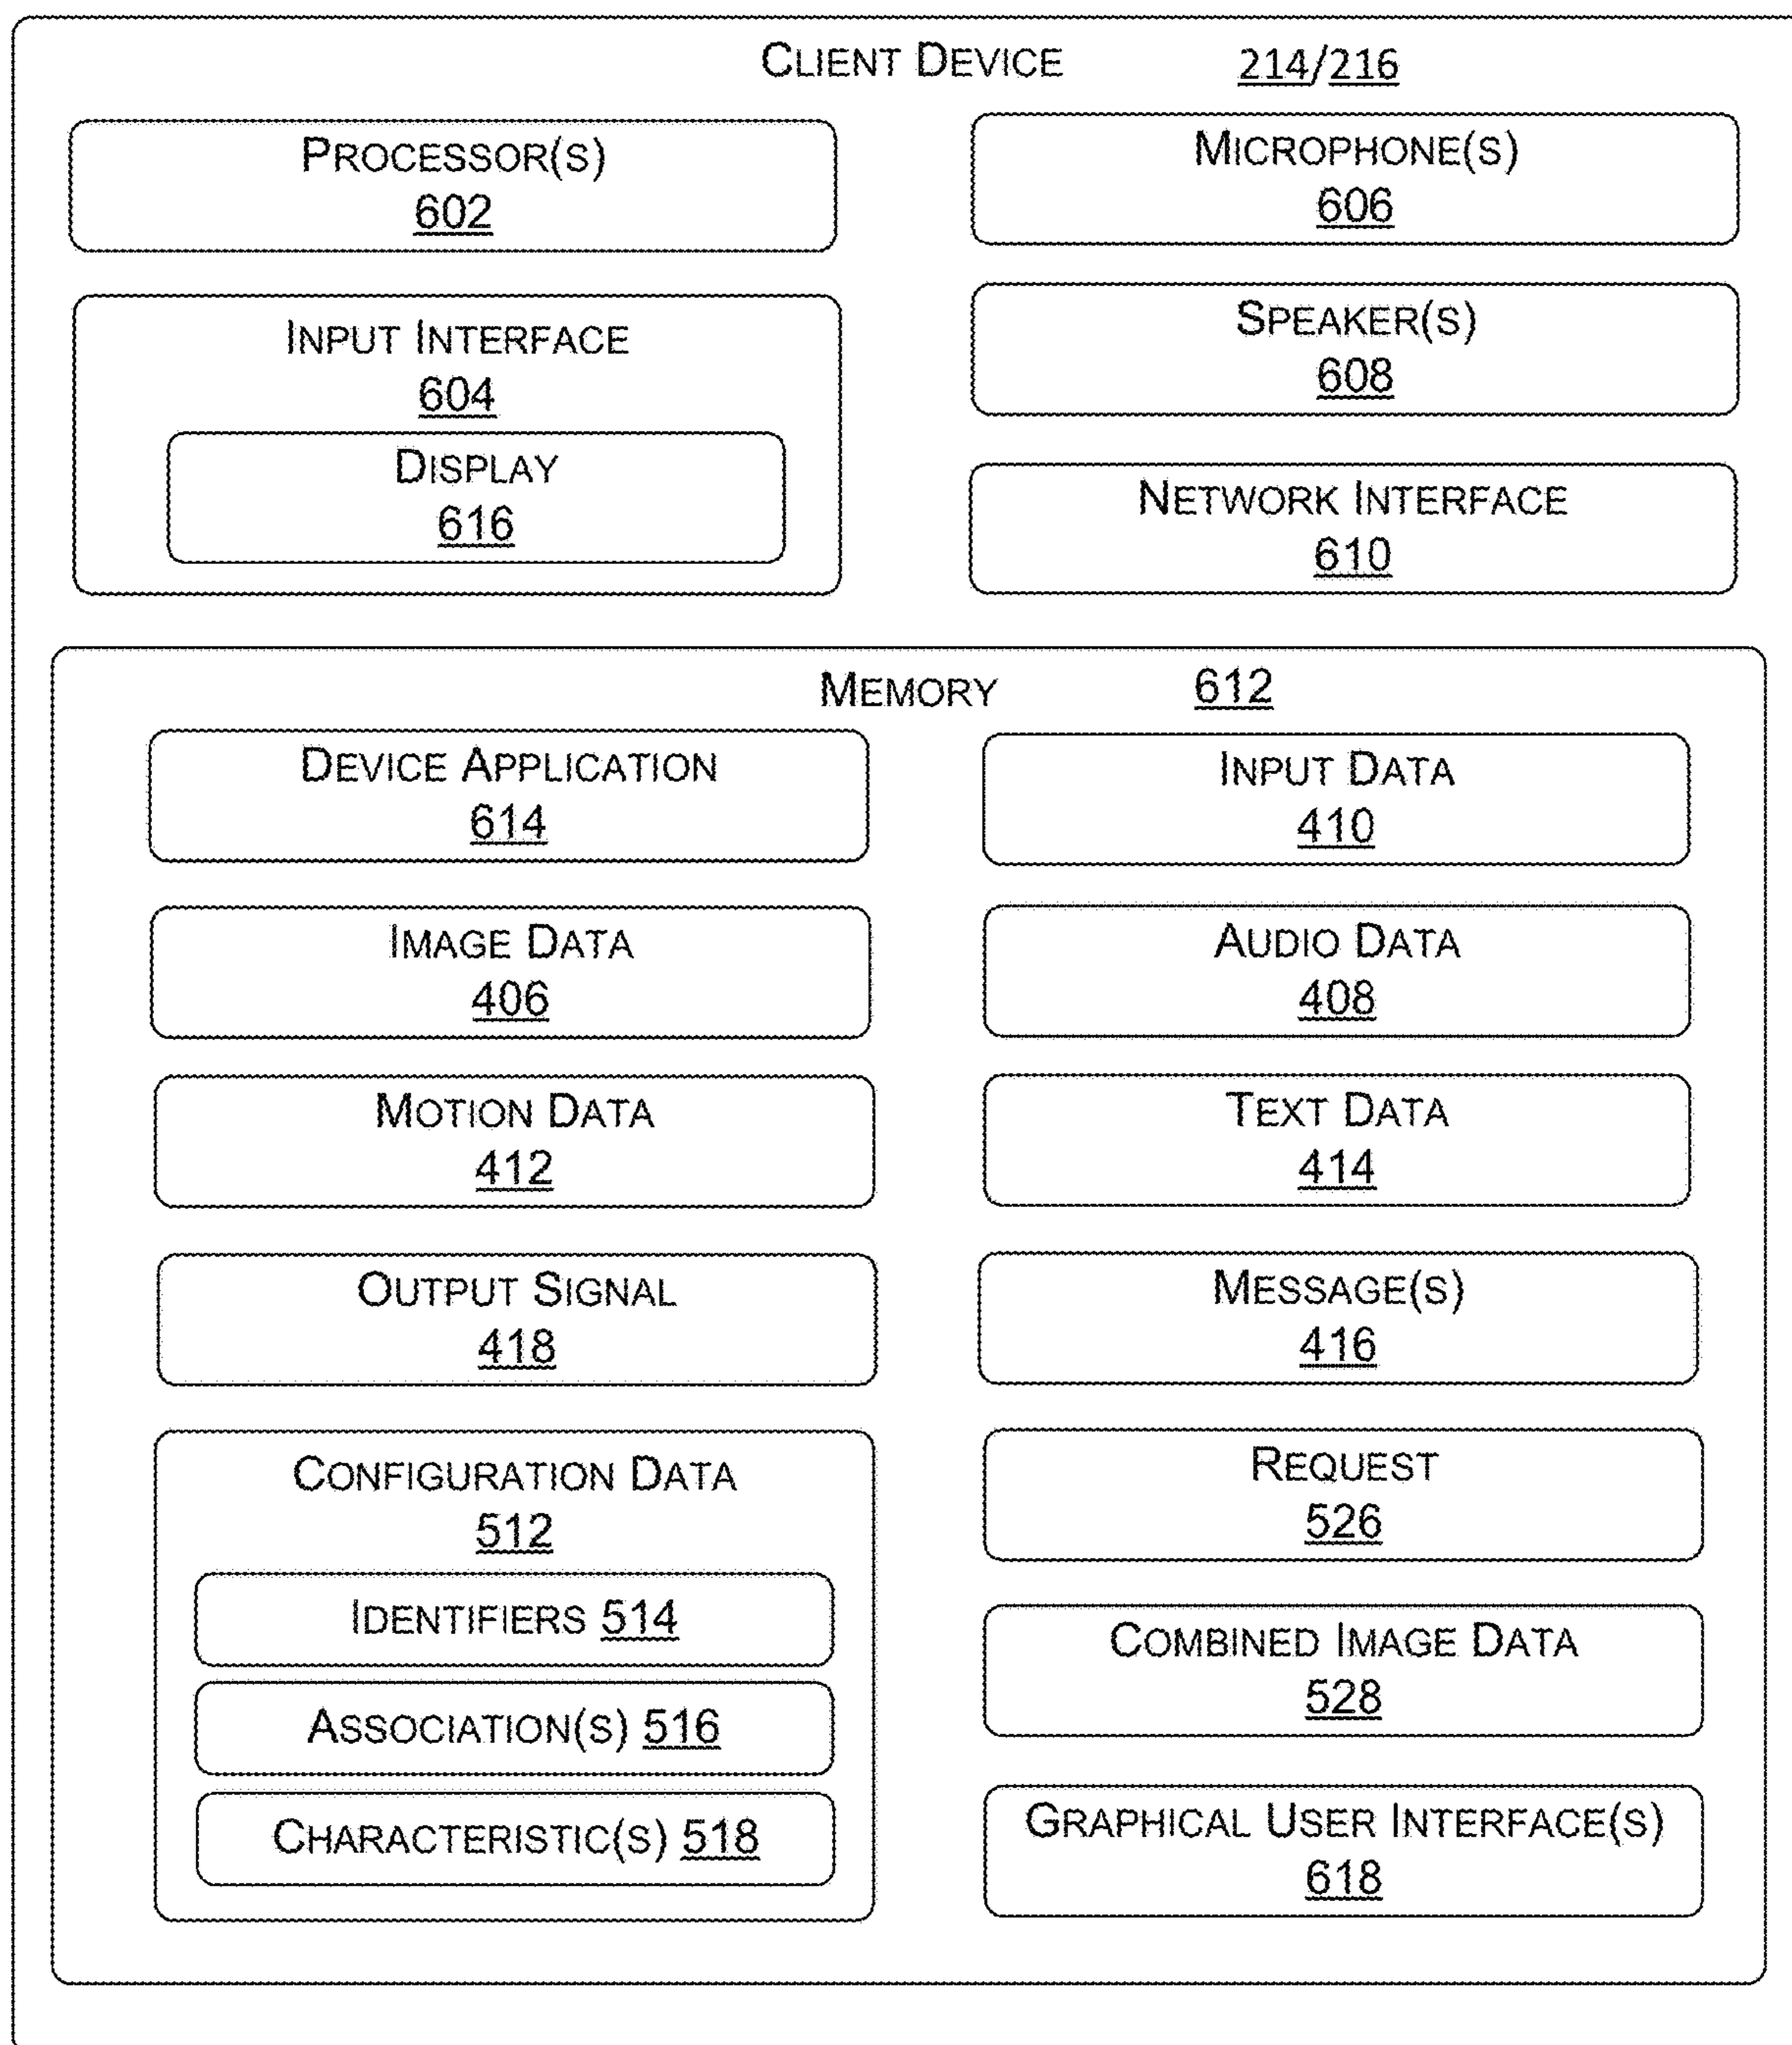 CLIENT DEVICE 214/216
PROCESSOR(S)
602
MICROPHONE(S)
606
INPUT INTERFACE
604
DISPLAY
616
SPEAKER(S)
608
NETWORK INTERFACE
610
MEMORY 612
DEVICE APPLICATION
614
INPUT DATA
410
IMAGE DATA
406
AUDIO DATA
408
MOTION DATA
412
TEXT DATA
414
OUTPUT SIGNAL
418
MESSAGE(S)
416
CONFIGURATION DATA
512
IDENTIFIERS 514
ASSOCIATION(S) 516
CHARACTERISTIC(S) 518
REQUEST
526
COMBINED IMAGE DATA
528
GRAPHICAL USER INTERFACE(S)
618